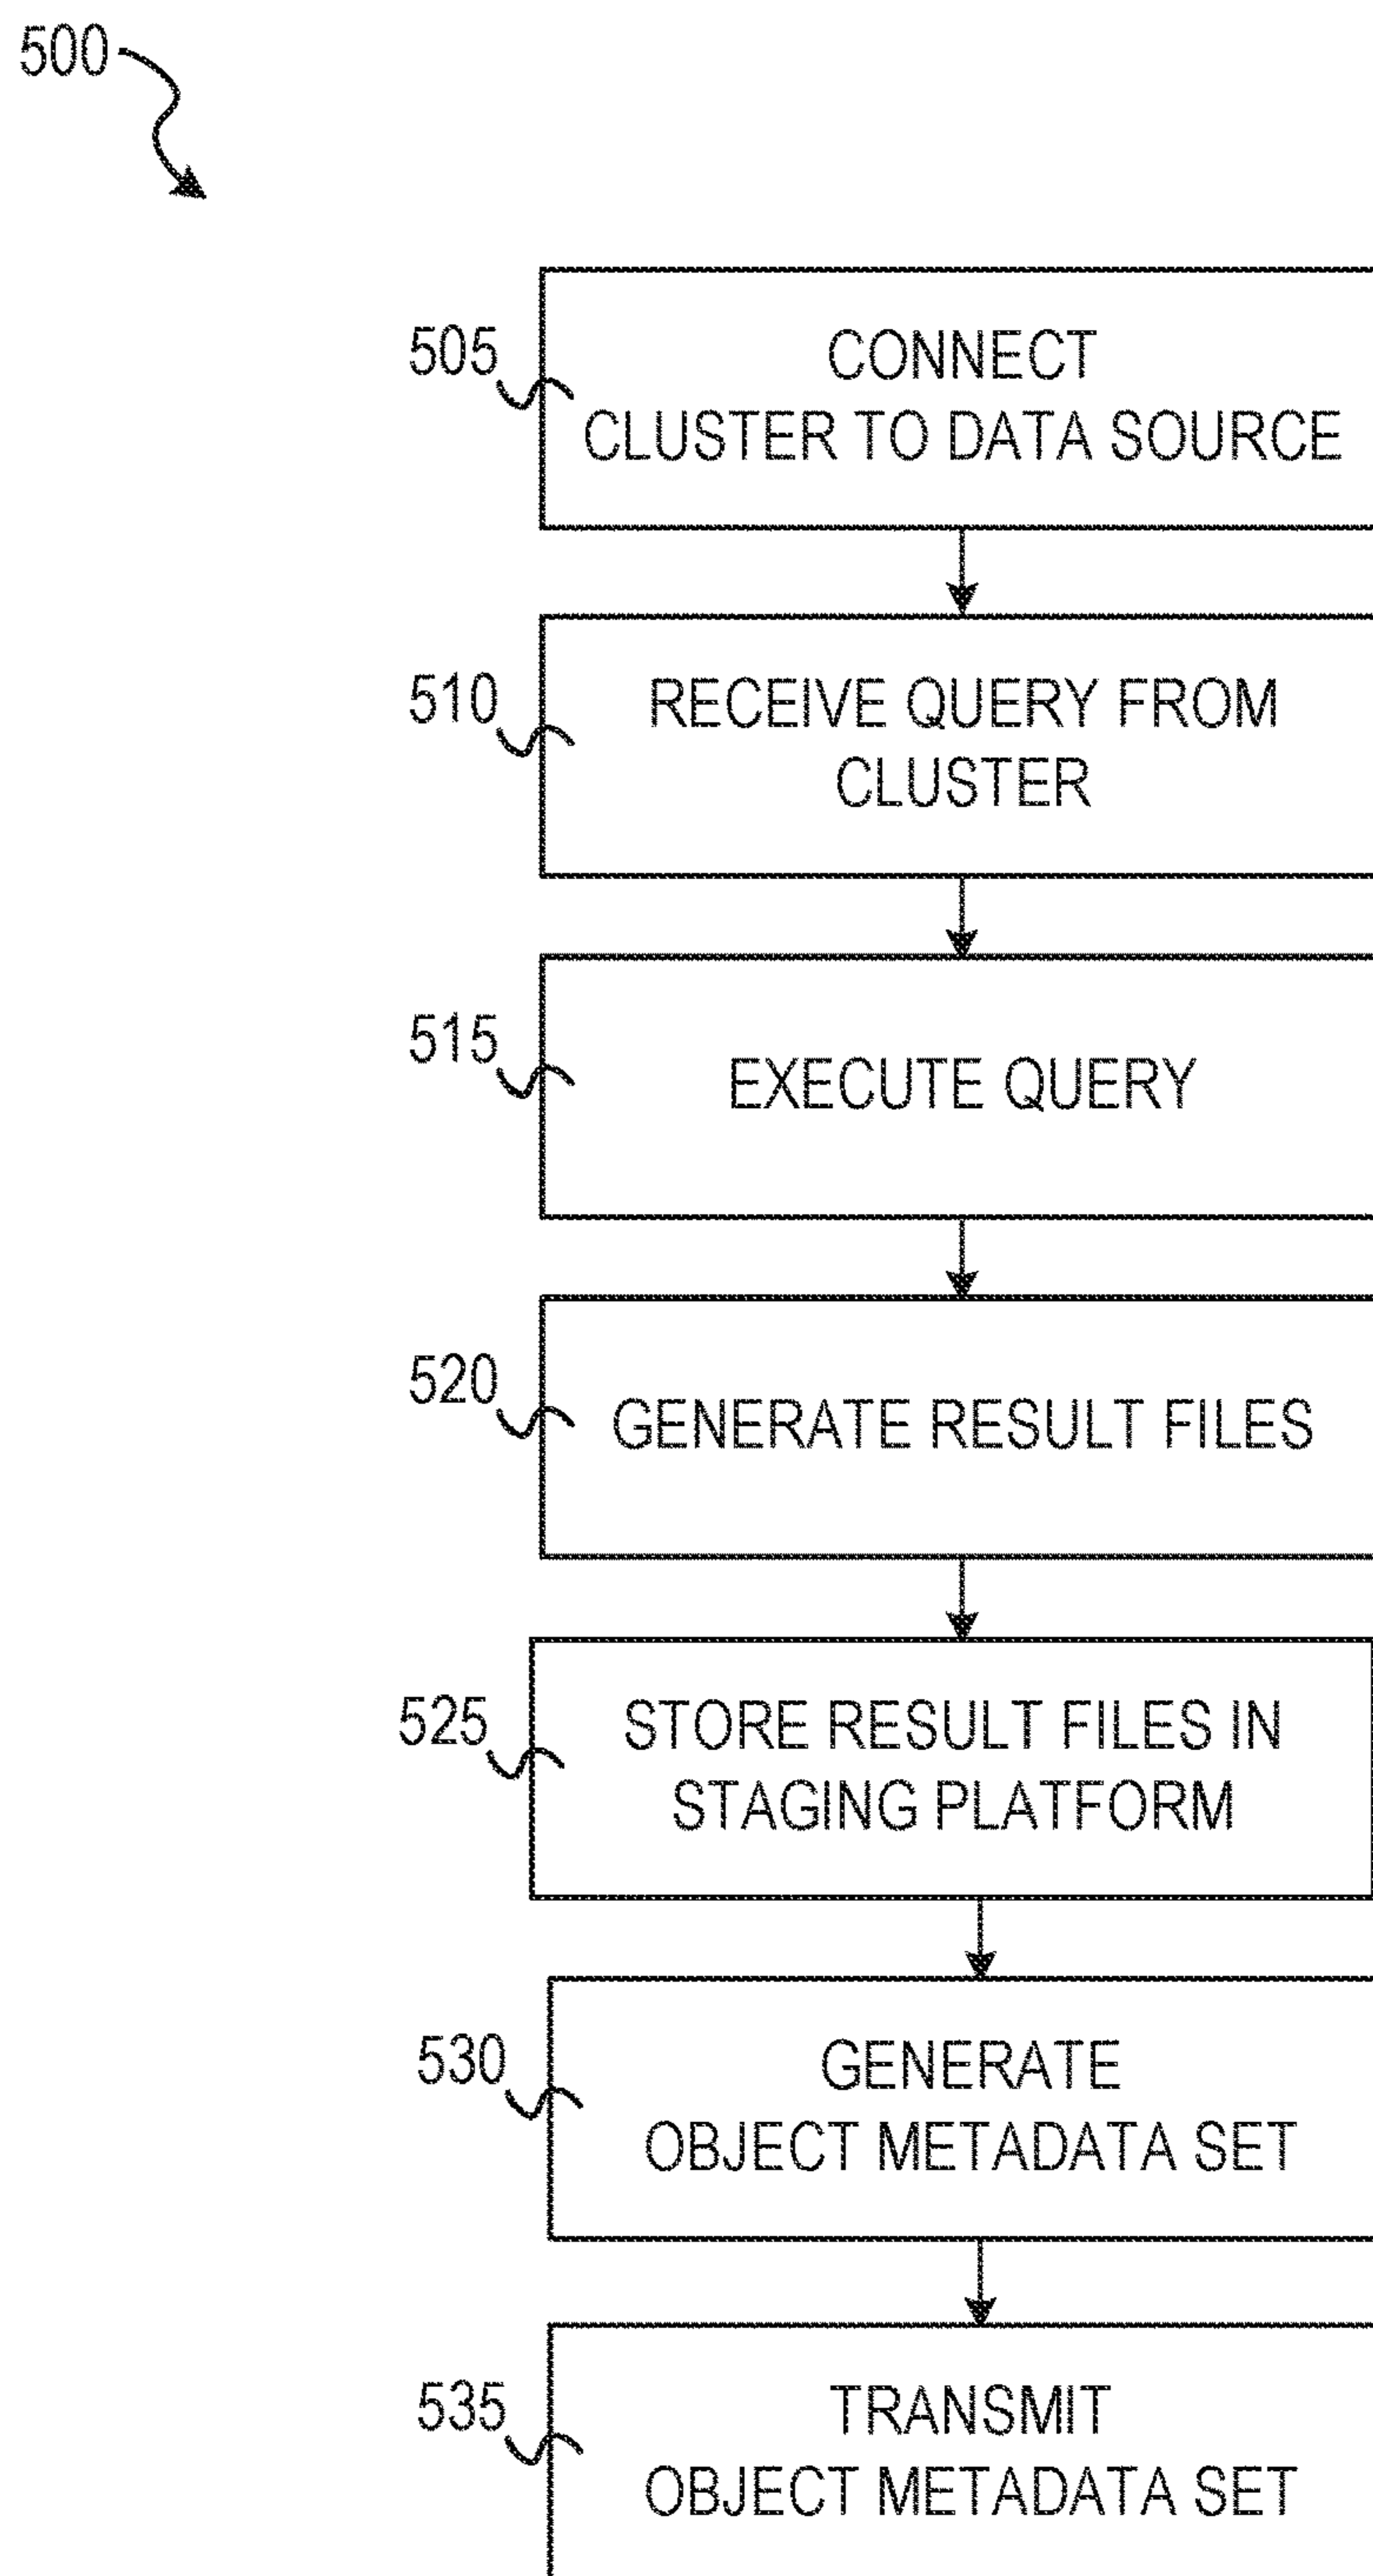 500
505
CONNECT
CLUSTER TO DATA SOURCE
510
RECEIVE QUERY FROM
CLUSTER
515
EXECUTE QUERY
520
GENERATE RESULT FILES
525
STORE RESULT FILES IN
STAGING PLATFORM
530
GENERATE
OBJECT METADATA SET
535
TRANSMIT
OBJECT METADATA SET